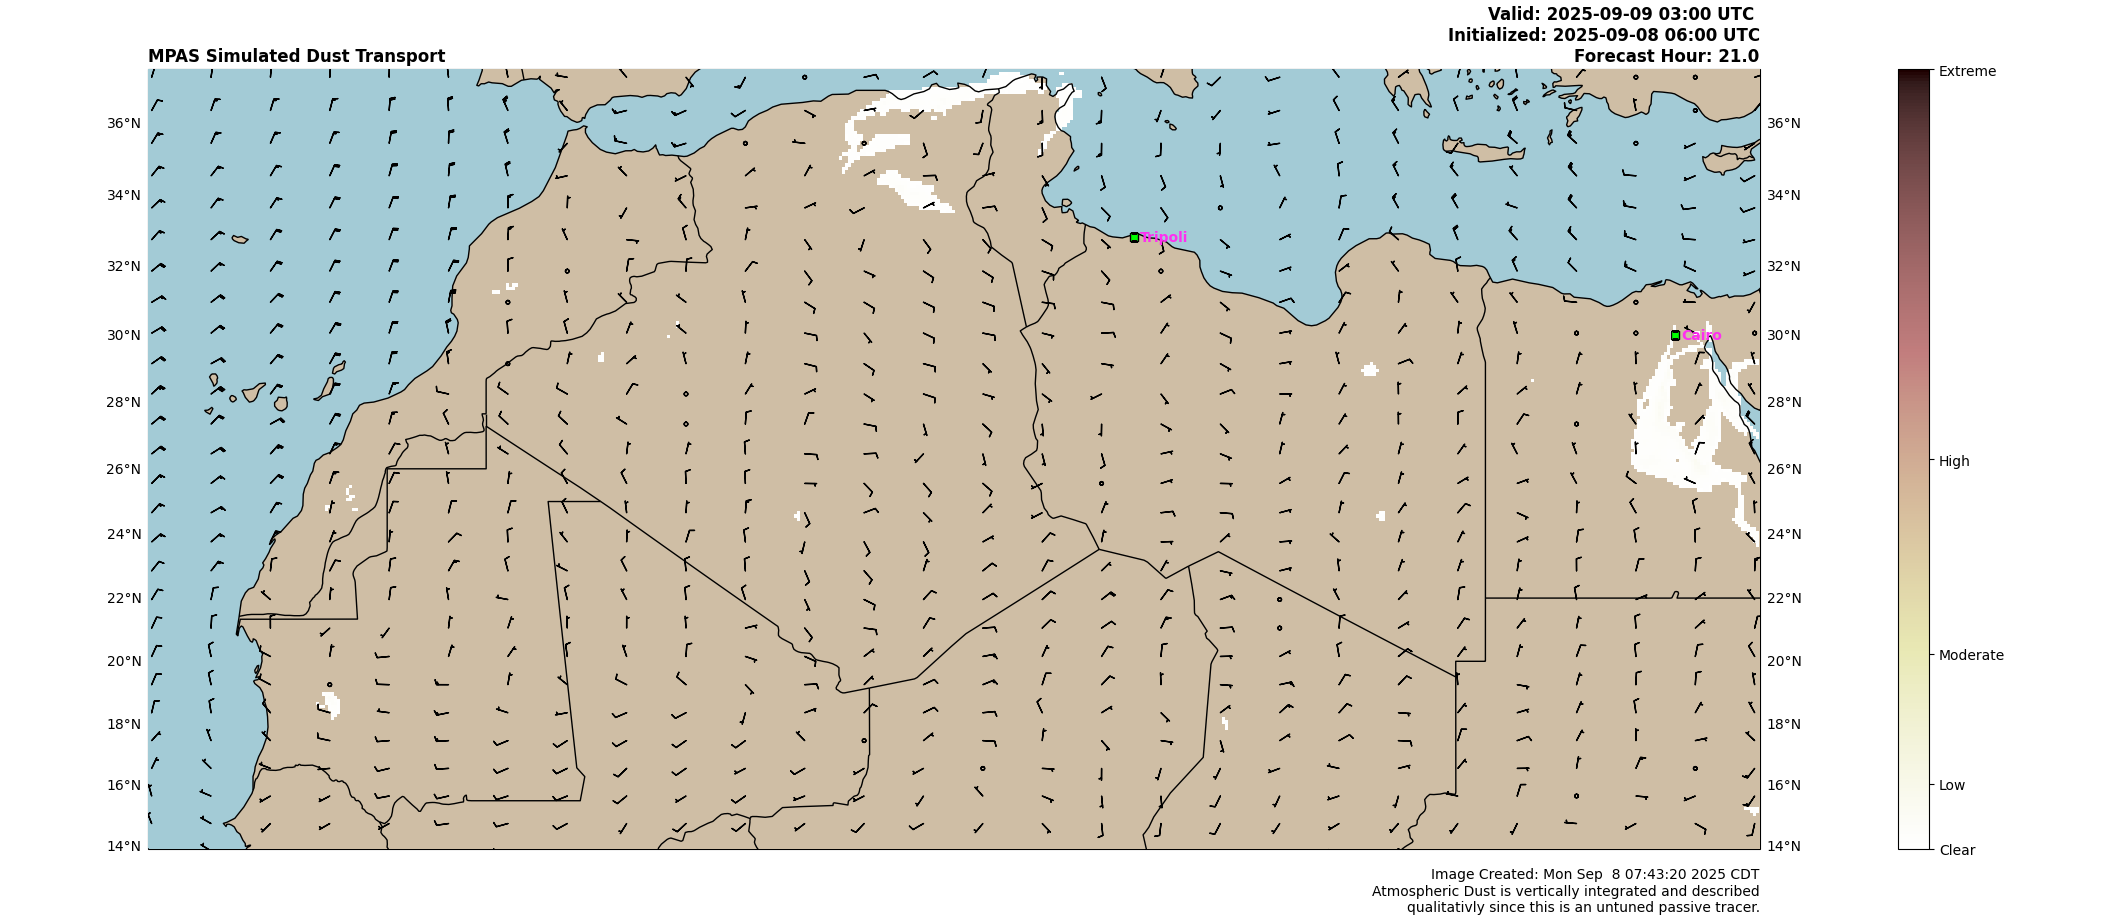 Valid: 2025-09-09 03:00 UTC
Initialized: 2025-09-08 06:00 UTC
MPAS Simulated Dust Transport Forecast Hour: 21.0
Extreme
36°N 36°N
34°N 34°N
Tripoli
32°N 32°N
30°N Cairo 30°N
28°N 28°N
26°N 26°N High
24°N 24°N
22°N 22°N
20°N 20°N Moderate
18°N 18°N
16°N 16°N Low
14°N 14°N Clear
Image Created: Mon Sep  8 07:43:20 2025 CDT
Atmospheric Dust is vertically integrated and described
qualitativly since this is an untuned passive tracer.